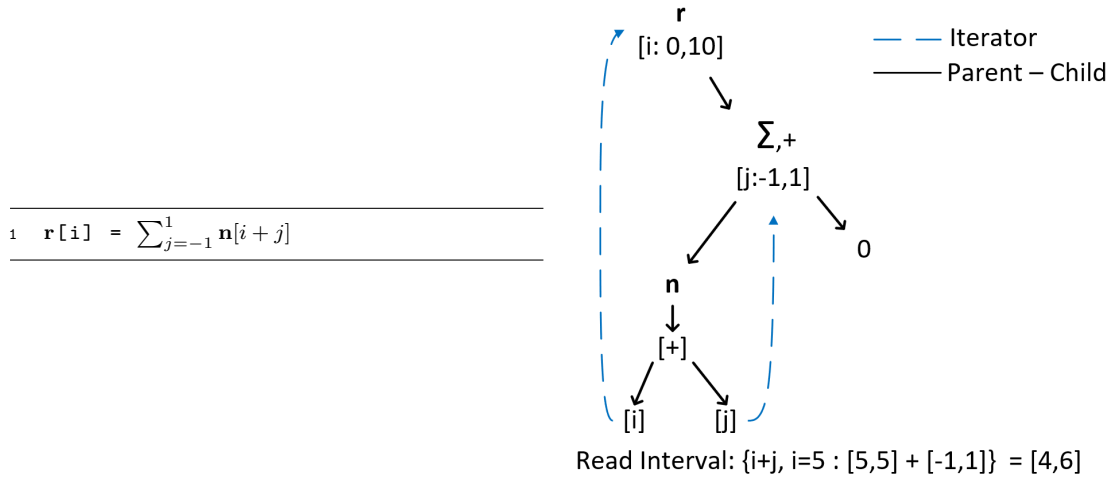 1 r[i] = ∑_{j=-1}^{1} n[i + j]
r
[i: 0,10]
Iterator
Parent – Child
Σ,+
[j:-1,1]
0
n
[+]
[i] [j]
Read Interval: {i+j, i=5 : [5,5] + [-1,1]} = [4,6]